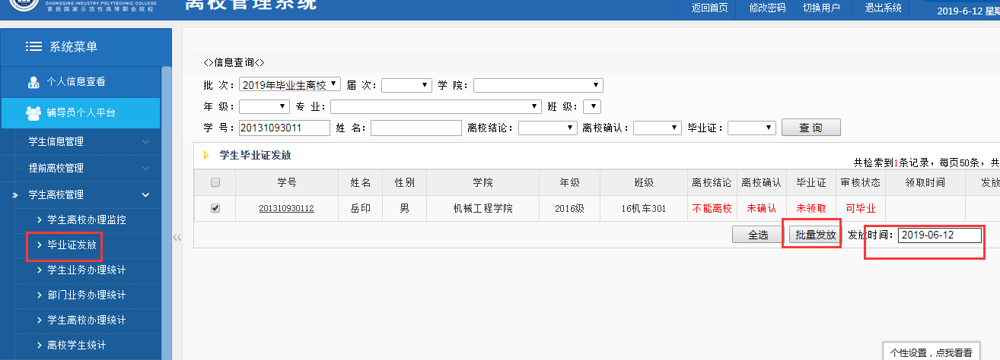 CHONGQING INDUSTRY POLYTECHNIC COLLEGE
首批国家示范性高等职业院校
离校管理系统
返回首页 修改密码 切换用户 退出系统
2019-6-12 星期
系统菜单
个人信息查看
辅导员个人平台
学生信息管理
提前离校管理
学生离校管理
学生离校办理监控
毕业证发放
学生业务办理统计
部门业务办理统计
学生离校办理统计
离校学生统计
<>信息查询<>
批 次: 2019年毕业生离校 届 次: 学 院:
年 级: 专 业: 班 级:
学 号: 20131093011 姓 名: 离校结论: 离校确认: 毕业证: 查 询
学生毕业证发放
共检索到1条记录，每页50条，共
学号 姓名 性别 学院 年级 班级 离校结论 离校确认 毕业证 审核状态 领取时间 发放
201310930112 岳印 男 机械工程学院 2016级 16机车301 不能离校 未确认 未领取 可毕业
全选 批量发放 发放时间: 2019-06-12
个性设置，点我看看